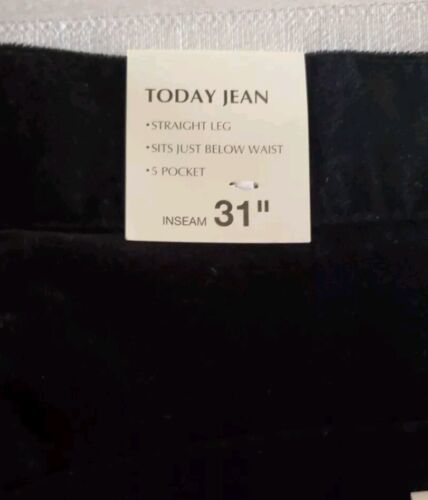 TODAY JEAN
•STRAIGHT LEG
•SITS JUST BELOW WAIST
•5 POCKET
INSEAM 31"